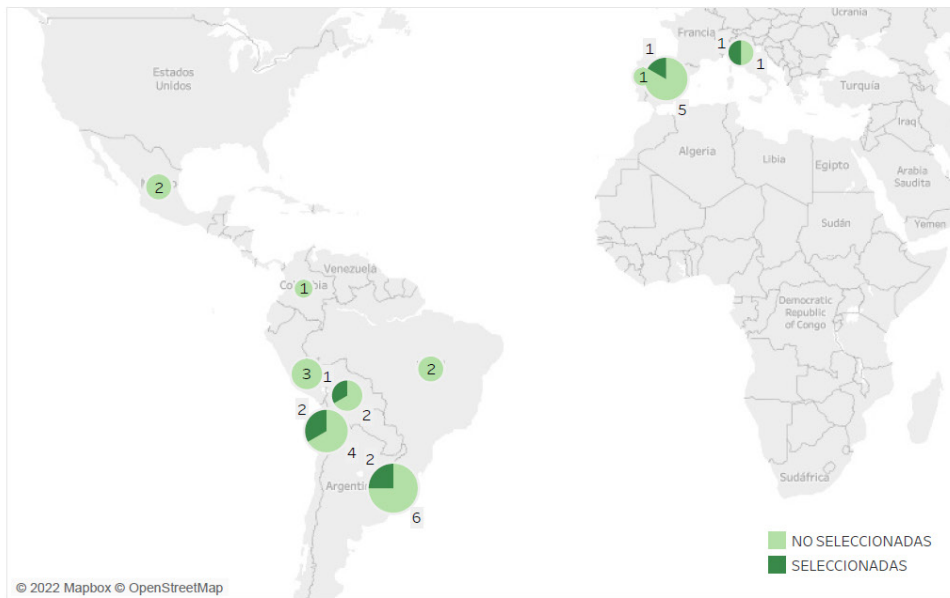 Ucrania
Francia
1
1
1
1
5
Estados
Unidos
Turquía
Iraq
Algeria
Libia
Egipto
Arabia
Saudita
2
Sudán
Yemen
Venezuela
1
Democratic
Republic
of Congo
3
1
2
2
2
4
2
Argentin
6
Sudáfrica
NO SELECCIONADAS
SELECCIONADAS
© 2022 Mapbox © OpenStreetMap